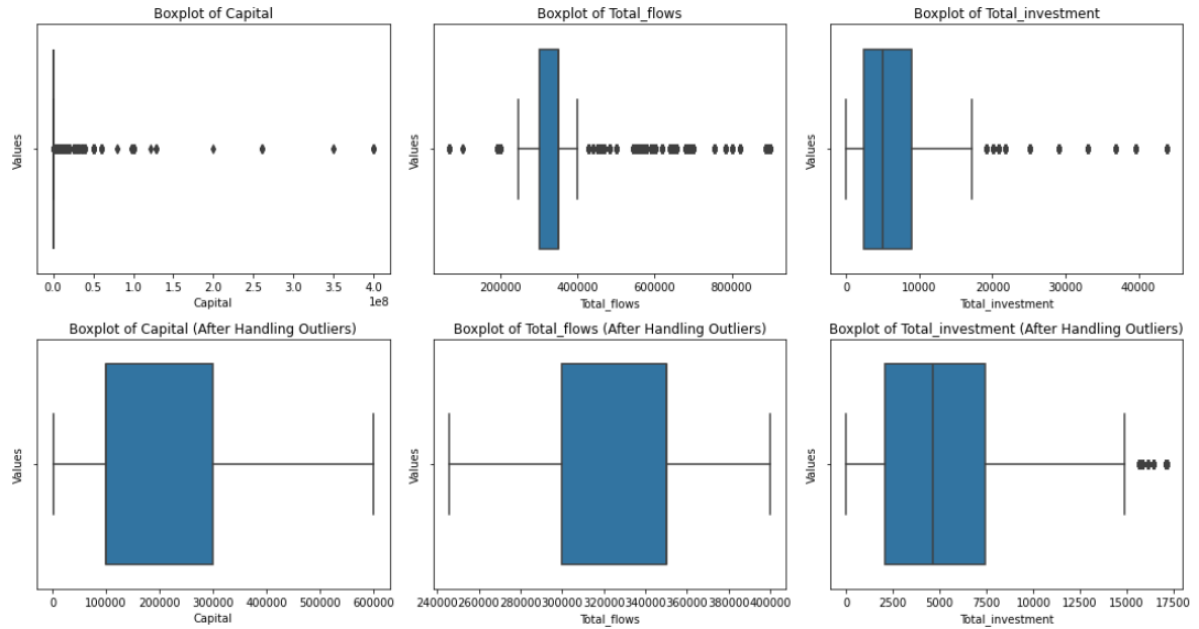 Boxplot of Capital
Values
0.0 0.5 1.0 1.5 2.0 2.5 3.0 3.5 4.0
Capital
1e8
Boxplot of Total_flows
Values
200000 400000 600000 800000
Total_flows
Boxplot of Total_investment
Values
0 10000 20000 30000 40000
Total_investment
Boxplot of Capital (After Handling Outliers)
Values
0 100000 200000 300000 400000 500000 600000
Capital
Boxplot of Total_flows (After Handling Outliers)
Values
240000 260000 280000 300000 320000 340000 360000 380000 400000
Total_flows
Boxplot of Total_investment (After Handling Outliers)
Values
0 2500 5000 7500 10000 12500 15000 17500
Total_investment